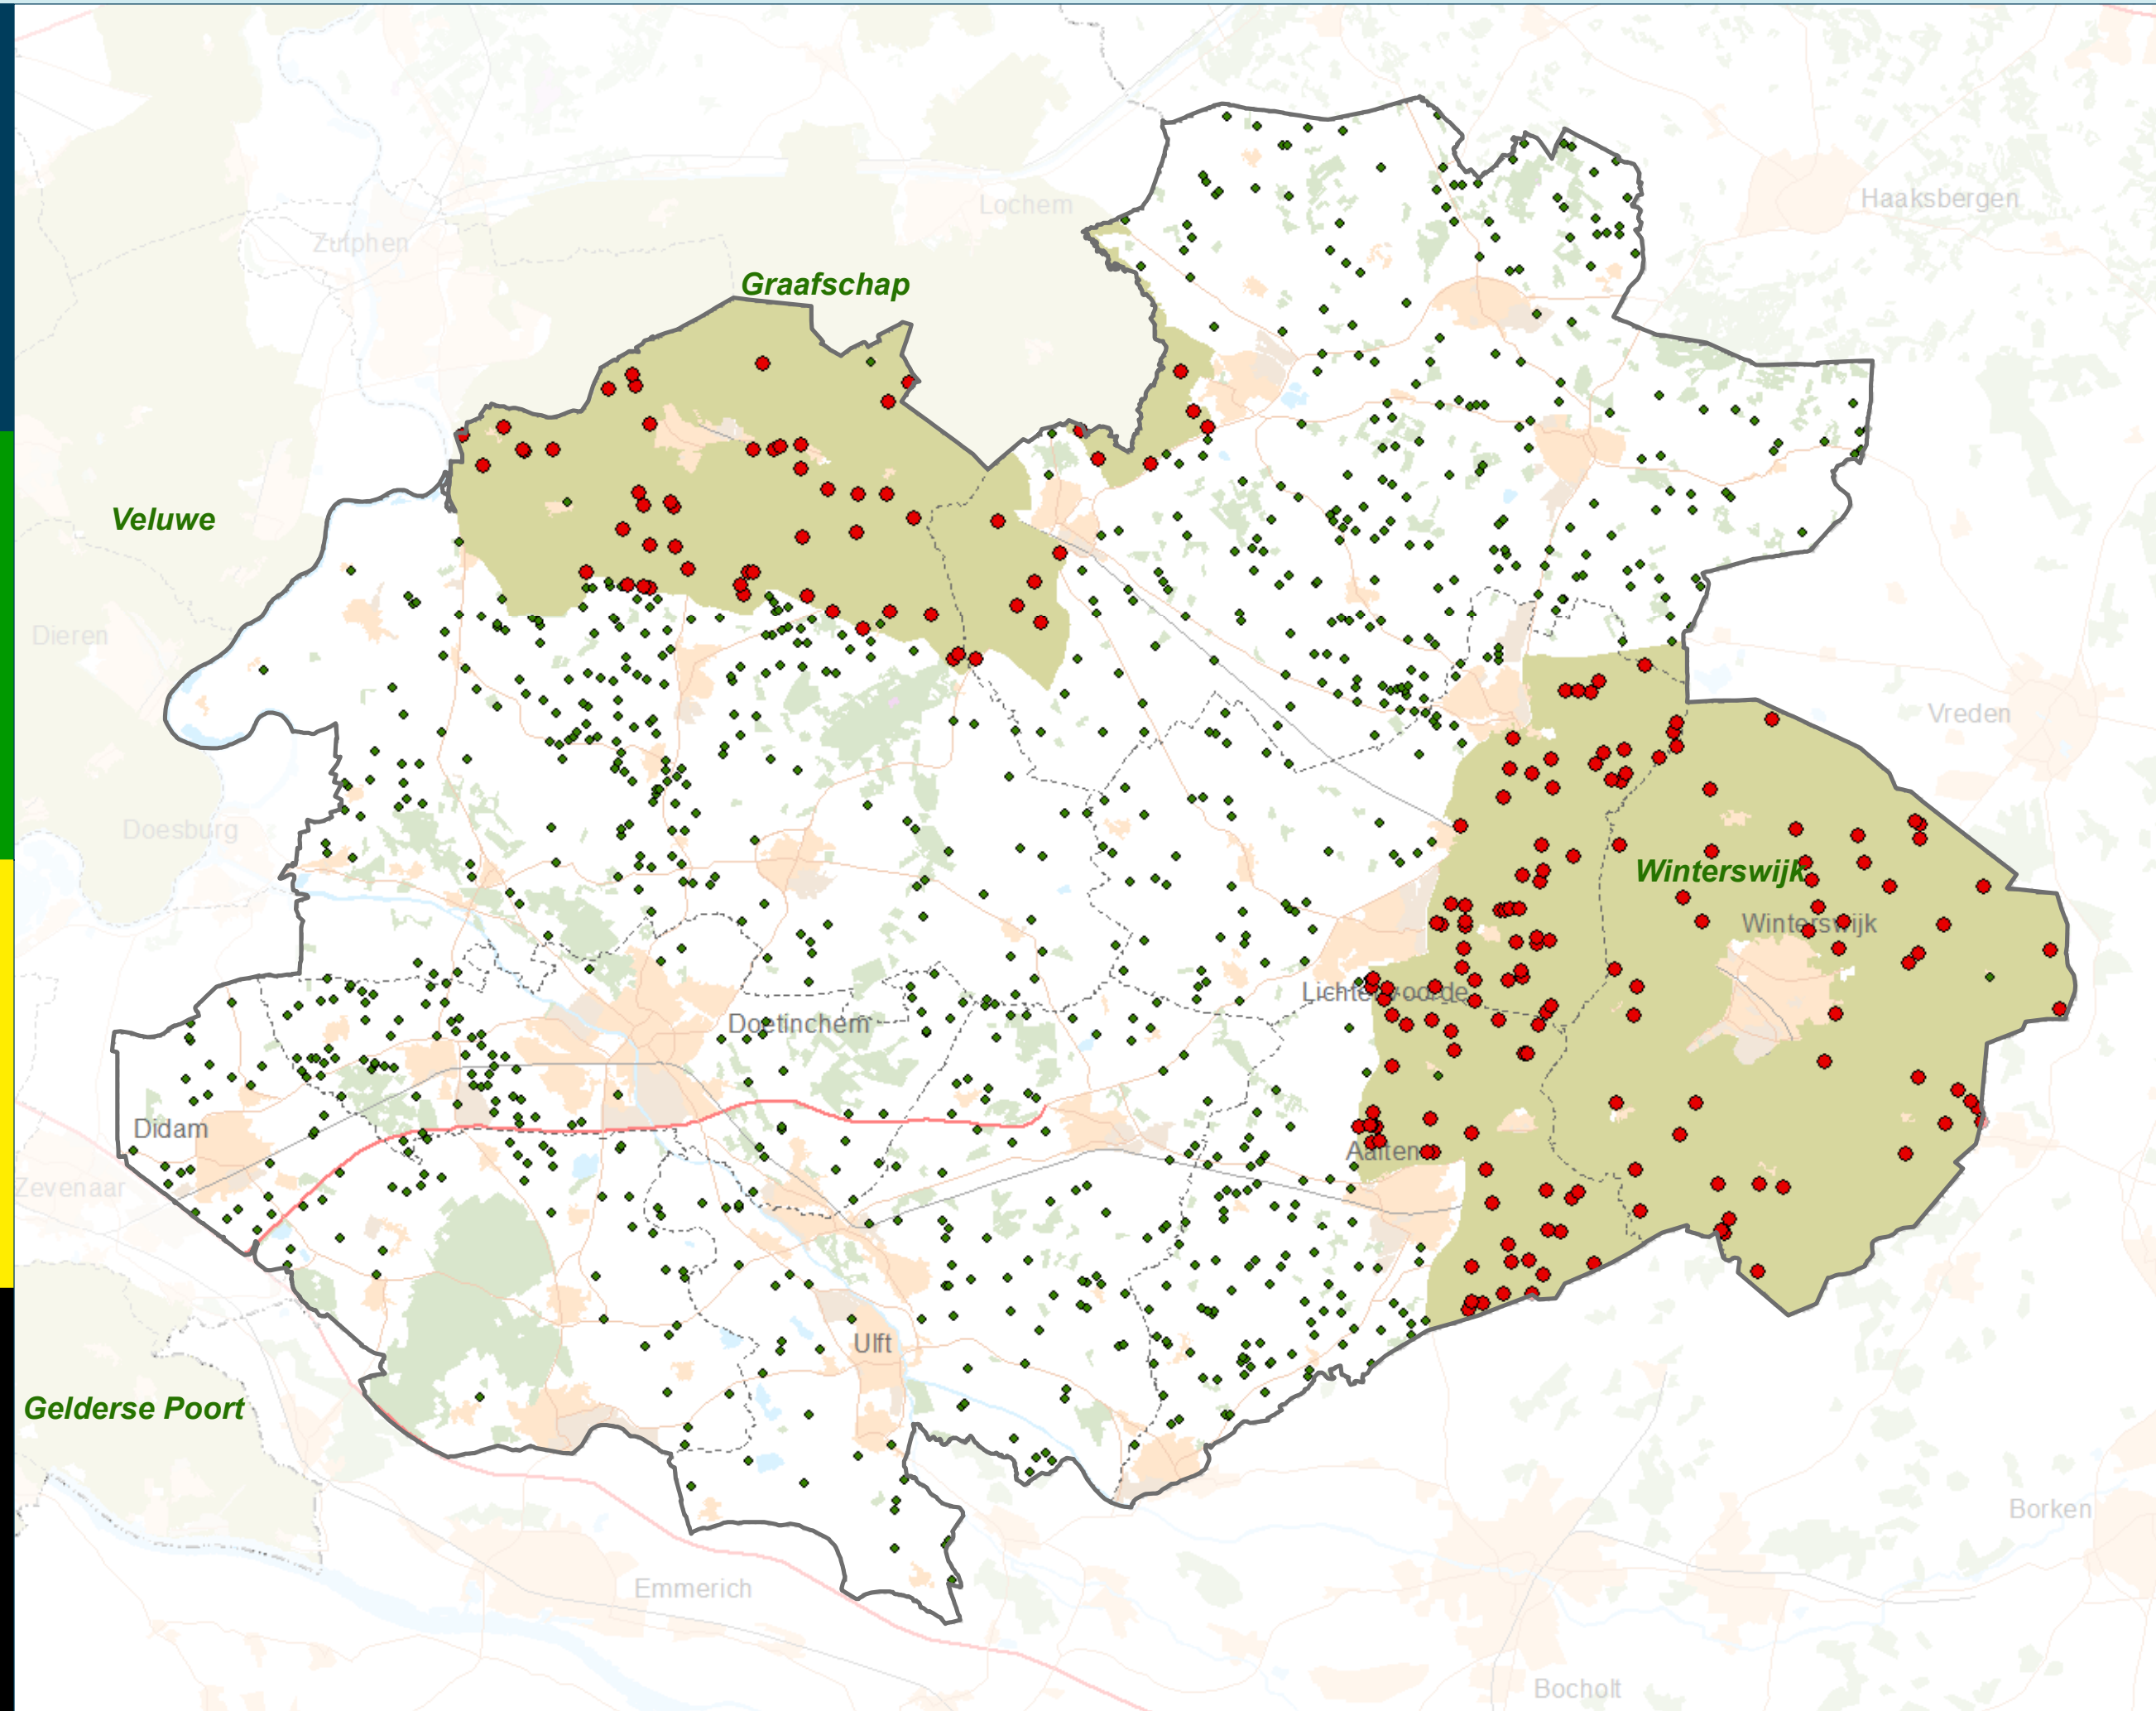 Haaksbergen
Lochem
Zutphen
Graafschap
Veluwe
Dieren
Vreden
Doesburg
Winterswijk
Winterswijk
Lichtenvoorde
Doetinchem
Didam
Aalten
Zevenaar
Ulft
Gelderse Poort
Borken
Emmerich
Bocholt